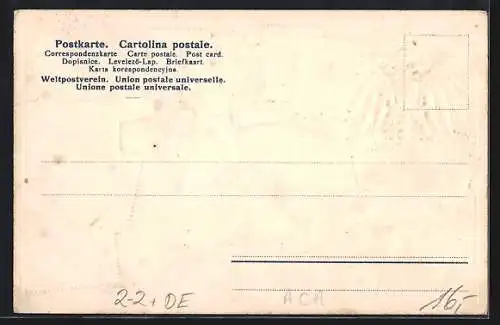 Postkarte. Cartolina postale.
Correspondenzkarte Carte postale. Post card.
Dopisnice. Levelező-Lap. Briefkaart.
Karta korespondencyjna.
Weltpostverein. Union postale universelle.
Unione postale universale.
2-2+DE ACH 16,-